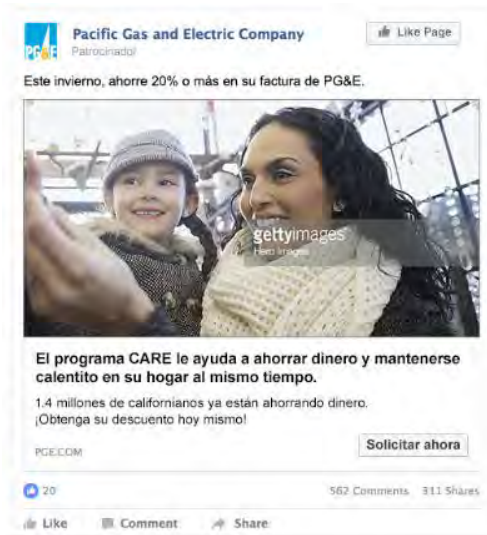 PG&E
Pacific Gas and Electric Company
Like Page
Patrocinado!
Este invierno, ahorre 20% o más en su factura de PG&E.
gettyimages
Hero Images
El programa CARE le ayuda a ahorrar dinero y mantenerse
calentito en su hogar al mismo tiempo.
1.4 millones de californianos ya están ahorrando dinero.
¡Obtenga su descuento hoy mismo!
PGE.COM
Solicitar ahora
20
562 Comments 311 Shares
Like Comment Share